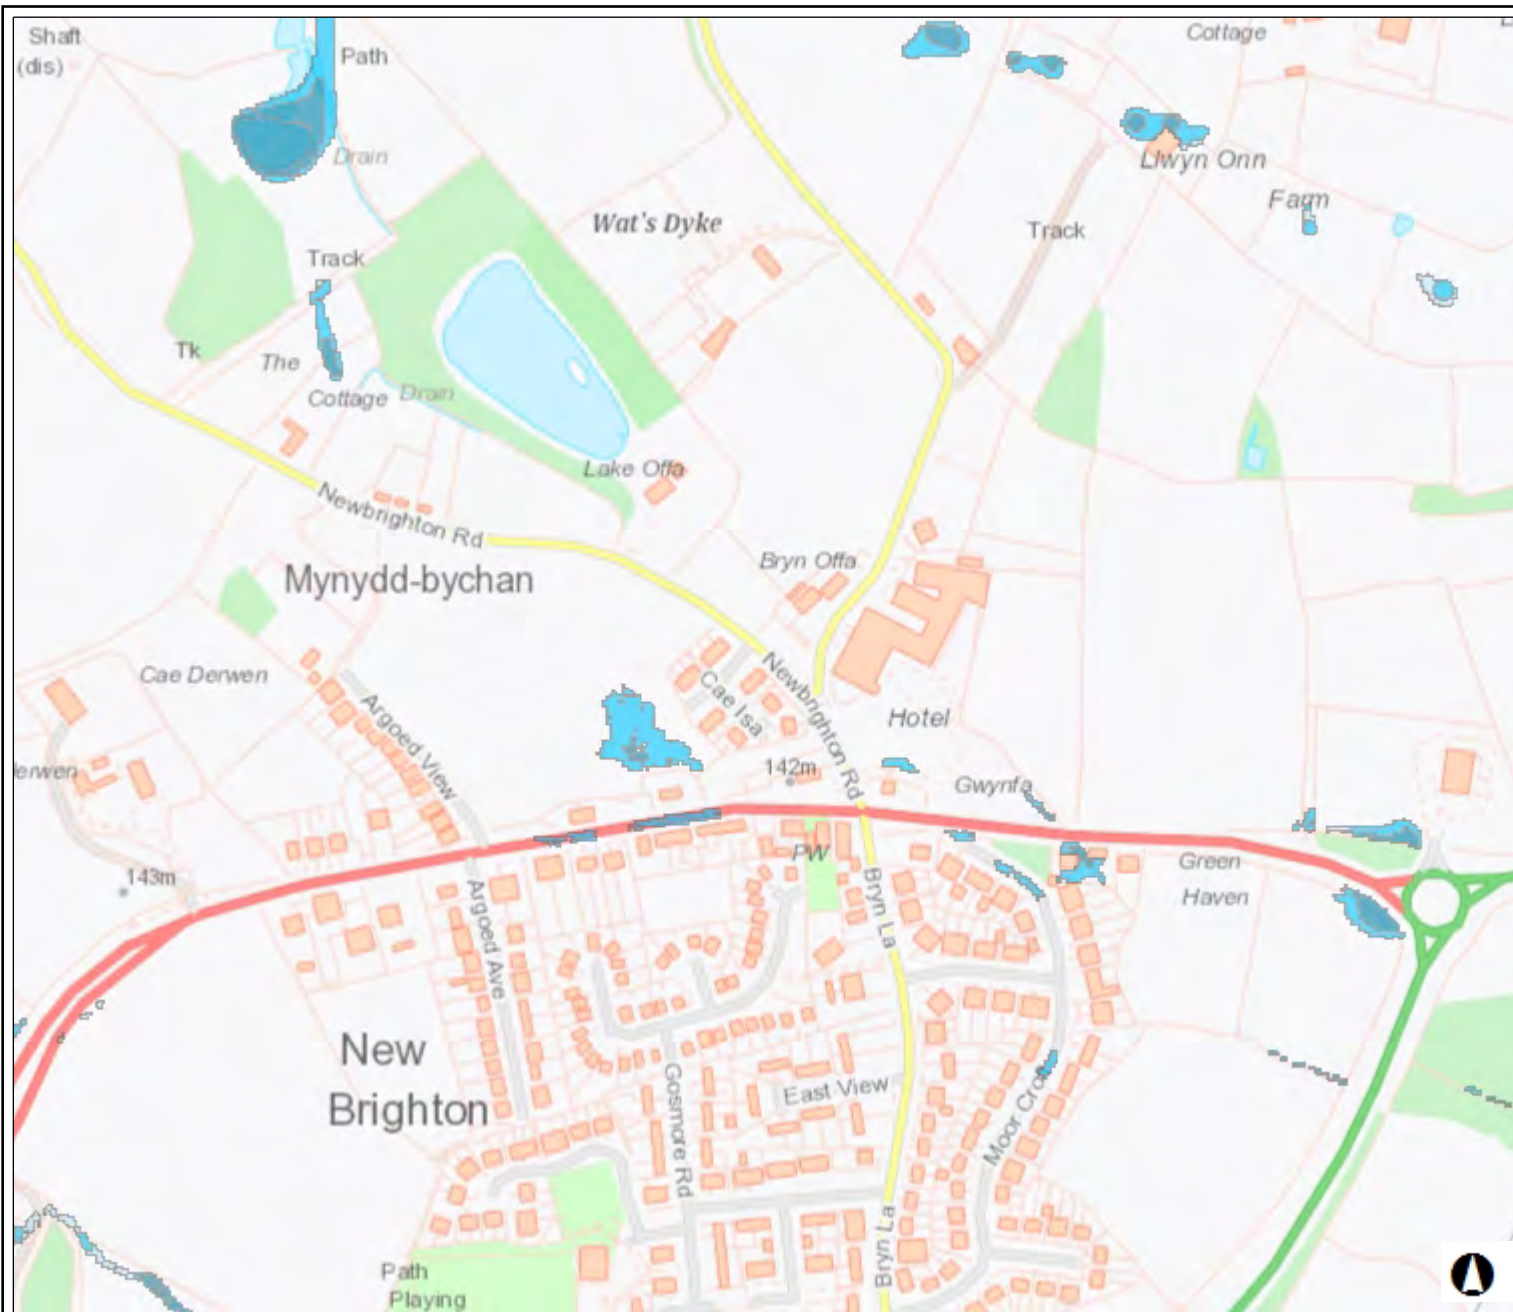 Shaft
(dis)
Path
Cottage
Drain
Llwyn Onn
Farm
Wat's Dyke
Track
Track
Tk
The
Cottage
Drain
Lake Offa
Newbrighton Rd
Bryn Offa
Mynydd-bychan
Cae Derwen
Argoed View
Cae Isa
Newbrighton Rd
Hotel
erwen
142m
Gwynfa
PW
Green
Haven
143m
Argoed Ave
Bryn La
New
Brighton
Gosmore Rd
East View
Moor Croft
Bryn La
Path
Playing